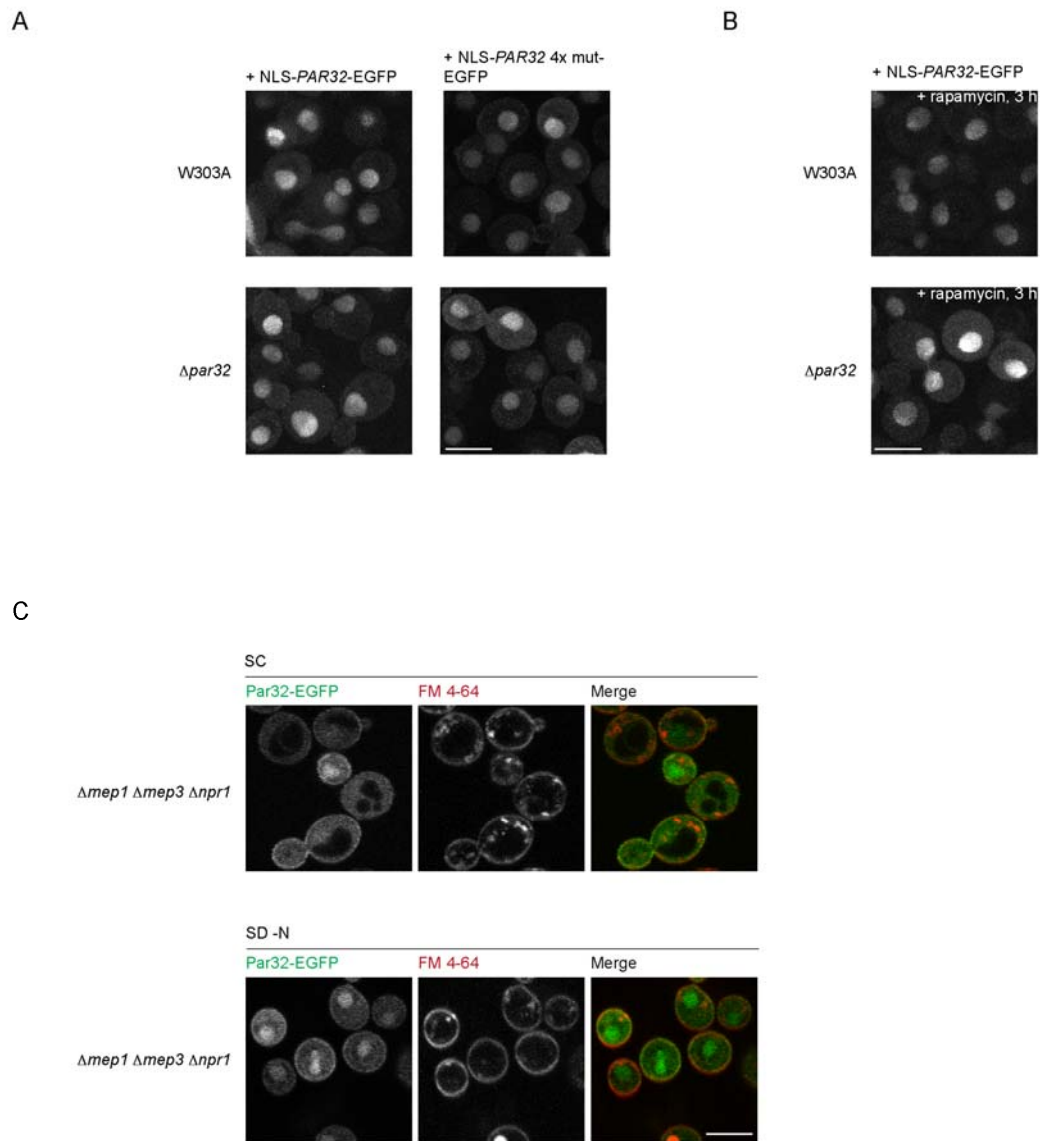 A
B
+ NLS-PAR32-EGFP
+ NLS-PAR32 4x mut-
EGFP
+ NLS-PAR32-EGFP
W303A
W303A
+ rapamycin, 3 h
Δpar32
Δpar32
+ rapamycin, 3 h
C
SC
Par32-EGFP
FM 4-64
Merge
Δmep1 Δmep3 Δnpr1
SD -N
Par32-EGFP
FM 4-64
Merge
Δmep1 Δmep3 Δnpr1